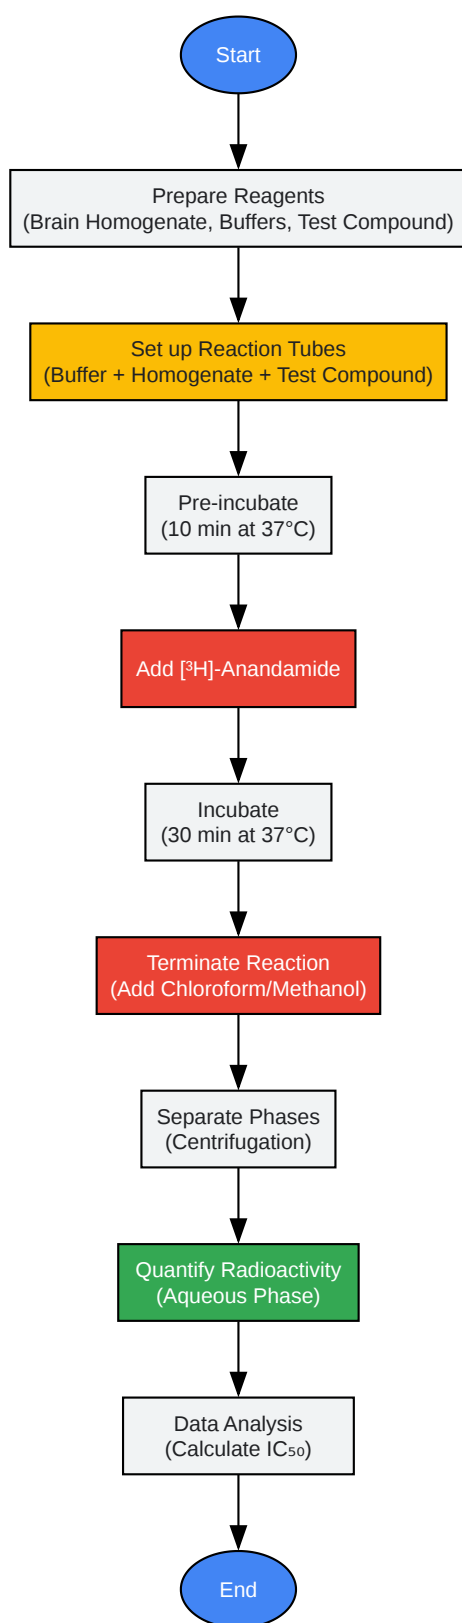 Start
Prepare Reagents
(Brain Homogenate, Buffers, Test Compound)
Set up Reaction Tubes
(Buffer + Homogenate + Test Compound)
Pre-incubate
(10 min at 37°C)
Add [³H]-Anandamide
Incubate
(30 min at 37°C)
Terminate Reaction
(Add Chloroform/Methanol)
Separate Phases
(Centrifugation)
Quantify Radioactivity
(Aqueous Phase)
Data Analysis
(Calculate IC₅₀)
End